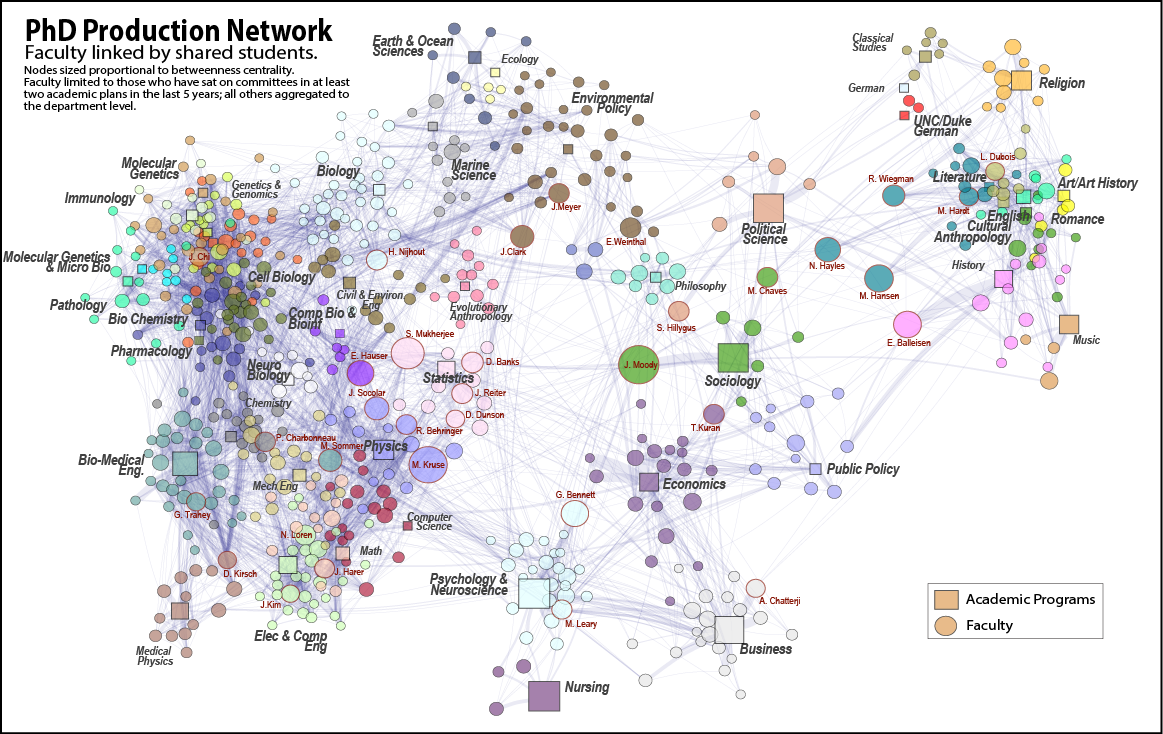 PhD Production Network
Faculty linked by shared students.
Nodes sized proportional to betweenness centrality.
Faculty limited to those who have sat on committees in at least
two academic plans in the last 5 years; all others aggregated to
the department level.
Earth & Ocean
Sciences
Ecology
Environmental
Policy
Classical
Studies
German
UNC/Duke
German
Religion
Molecular
Genetics
Immunology
Genetics &
Genomics
Biology
Marine
Science
J.Meyer
J.Clark
E.Weinthal
Political
Science
R. Wiegman
L. Dubois
Literature
M. Hardt
Art/Art History
English
Romance
Cultural
Anthropology
History
Molecular Genetics
& Micro Bio
J. Chi
H. Nijhout
Cell Biology
Civil & Environ.
Eng
Evolutionary
Anthropology
Philosophy
N. Hayles
M. Chaves
M. Hansen
Pathology
Bio Chemistry
Comp Bio &
Bioinf
S. Hillygus
E. Balleisen
Music
Pharmacology
S. Mukherjee
E. Hauser
D. Banks
Statistics
J. Moody
Sociology
Neuro
Biology
J. Socolar
J. Reiter
Chemistry
D. Dunson
R. Behringer
T.Kuran
P. Charbonneau
M. Sommer
Physics
M. Kruse
Bio-Medical
Eng.
Mech Eng
Economics
Public Policy
G. Bennett
G. Trahey
Computer
Science
N. Loren
Math
D. Kirsch
J. Harer
J.Kim
Psychology &
Neuroscience
M. Leary
A. Chatterji
Academic Programs
Faculty
Elec & Comp
Eng
Business
Medical
Physics
Nursing